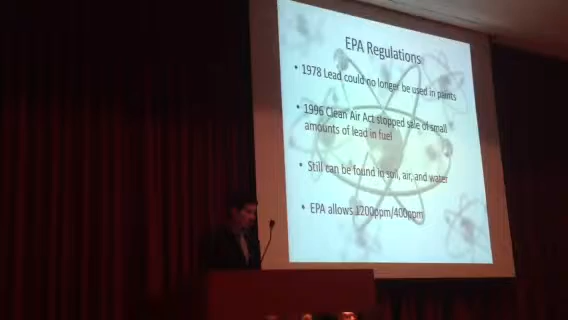 EPA Regulations
• 1978 Lead could no longer be used in paints
• 1996 Clean Air Act stopped sale of small
amounts of lead in fuel
• Still can be found in soil, air, and water
• EPA allows 1200ppm/400ppm